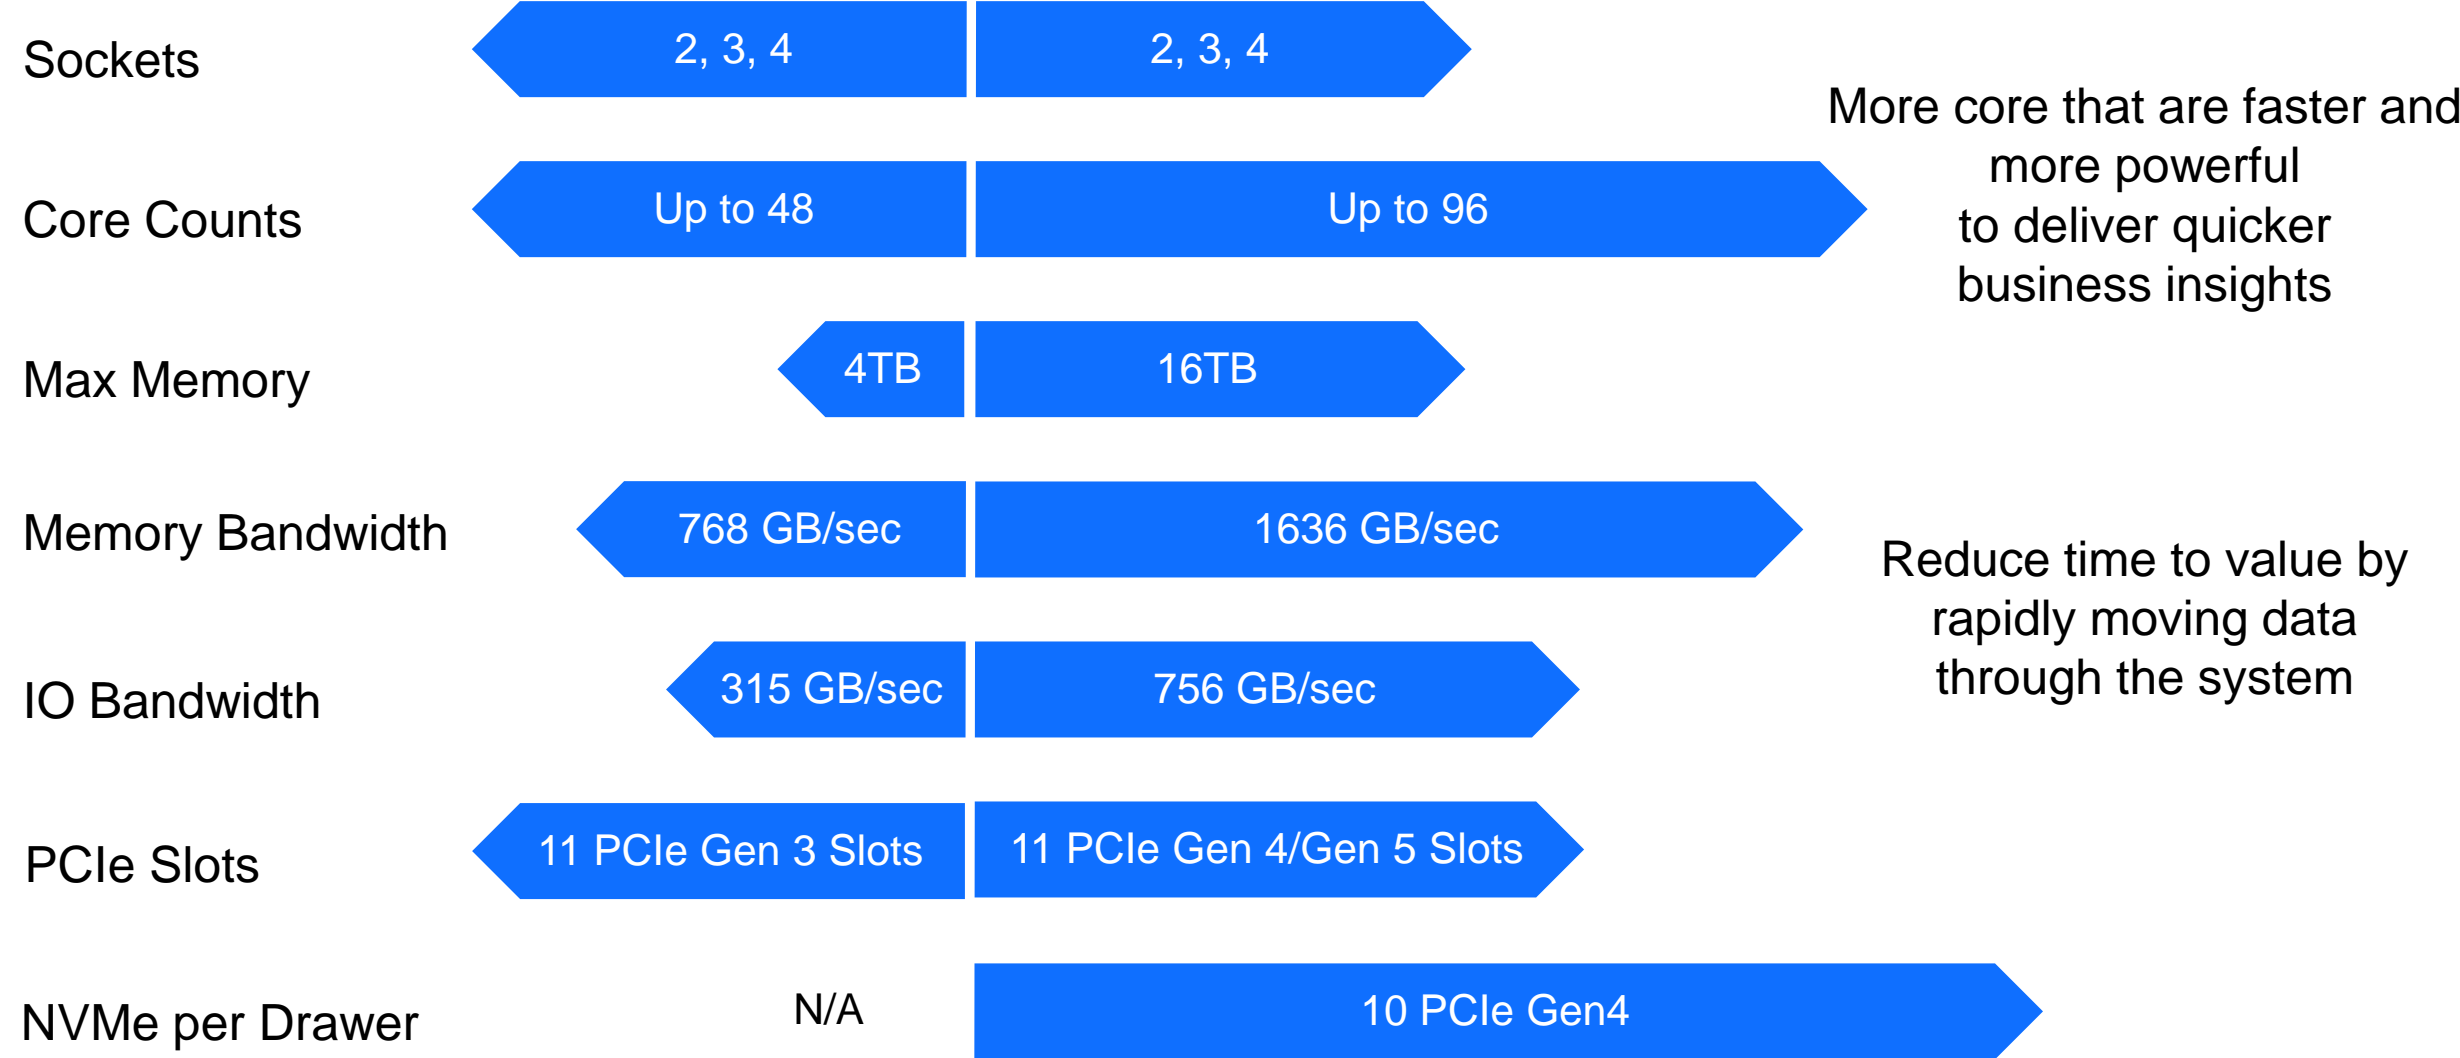 Sockets
2, 3, 4
2, 3, 4
More core that are faster and
more powerful
to deliver quicker
business insights
Core Counts
Up to 48
Up to 96
Max Memory
4TB
16TB
Memory Bandwidth
768 GB/sec
1636 GB/sec
Reduce time to value by
rapidly moving data
through the system
IO Bandwidth
315 GB/sec
756 GB/sec
PCIe Slots
11 PCIe Gen 3 Slots
11 PCIe Gen 4/Gen 5 Slots
NVMe per Drawer
N/A
10 PCIe Gen4